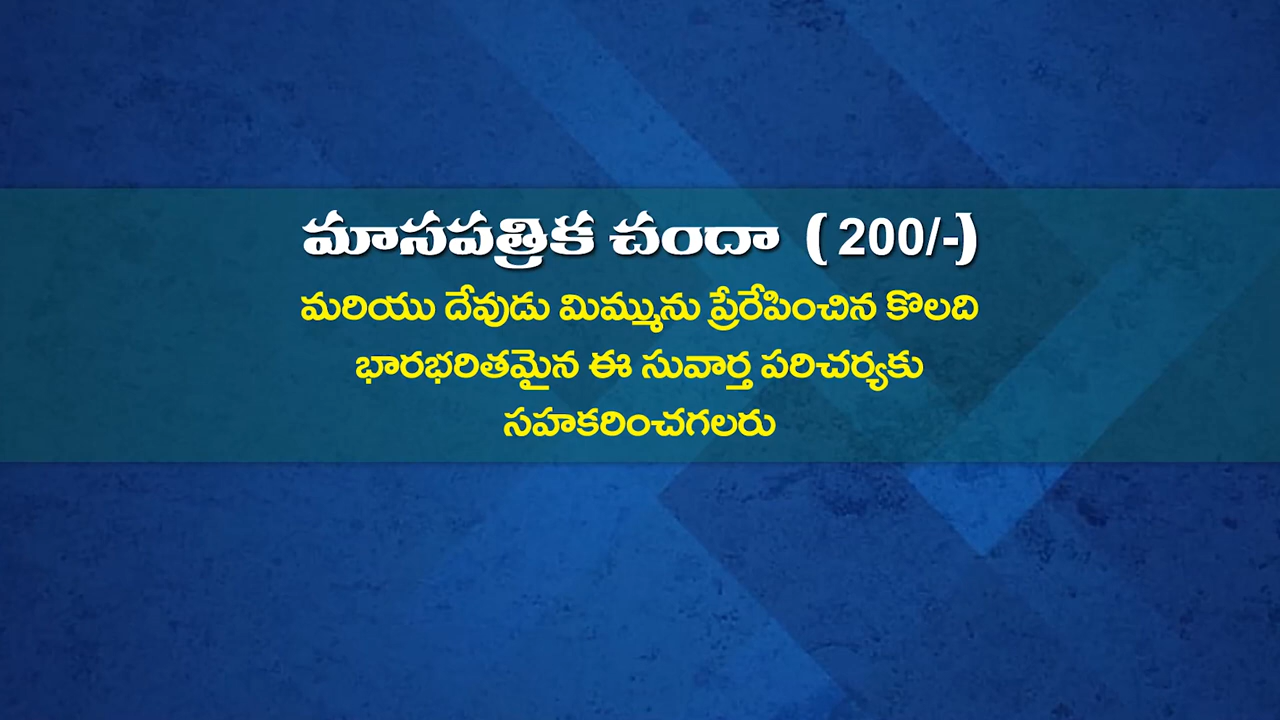 మాసపత్రిక చందా ( 200/-)
మరియు దేవుడు మిమ్మును ప్రేరేపించిన కొలది
భారభరితమైన ఈ సువార్త పరిచర్యకు
సహకరించగలరు